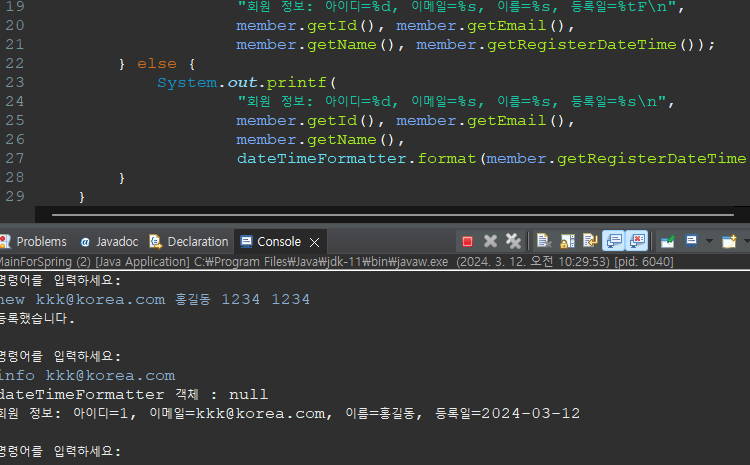 19 "회원 정보: 아이디=%d, 이메일=%s, 이름=%s, 등록일=%tF\n",
20 member.getId(), member.getEmail(),
21 member.getName(), member.getRegisterDateTime());
22 } else {
23 System.out.printf(
24 "회원 정보: 아이디=%d, 이메일=%s, 이름=%s, 등록일=%s\n",
25 member.getId(), member.getEmail(),
26 member.getName(),
27 dateTimeFormatter.format(member.getRegisterDateTime
28 }
29 }
Problems @ Javadoc Declaration Console
MainForSpring (2) [Java Application] C:₩Program Files₩Java₩jdk-11₩bin₩javaw.exe (2024. 3. 12. 오전 10:29:53) [pid: 6040]
명령어를 입력하세요:
new kkk@korea.com 홍길동 1234 1234
등록했습니다.
명령어를 입력하세요:
info kkk@korea.com
dateTimeFormatter 객체 : null
회원 정보: 아이디=1, 이메일=kkk@korea.com, 이름=홍길동, 등록일=2024-03-12
명령어를 입력하세요: